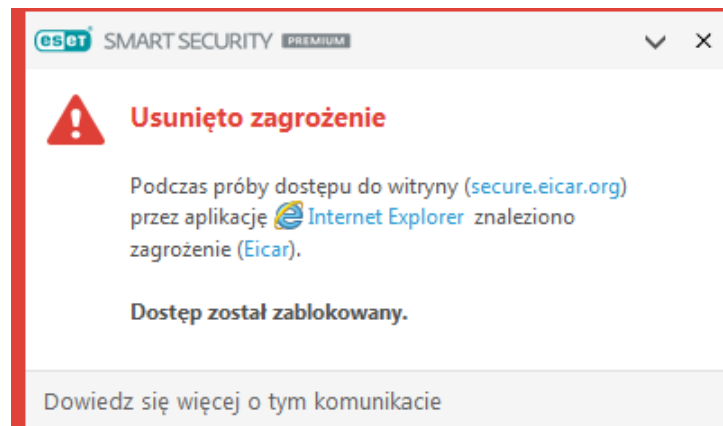 eset SMART SECURITY PREMIUM
Usunięto zagrożenie
Podczas próby dostępu do witryny (secure.eicar.org)
przez aplikację Internet Explorer znaleziono
zagrożenie (Eicar).
Dostęp został zablokowany.
Dowiedz się więcej o tym komunikacie